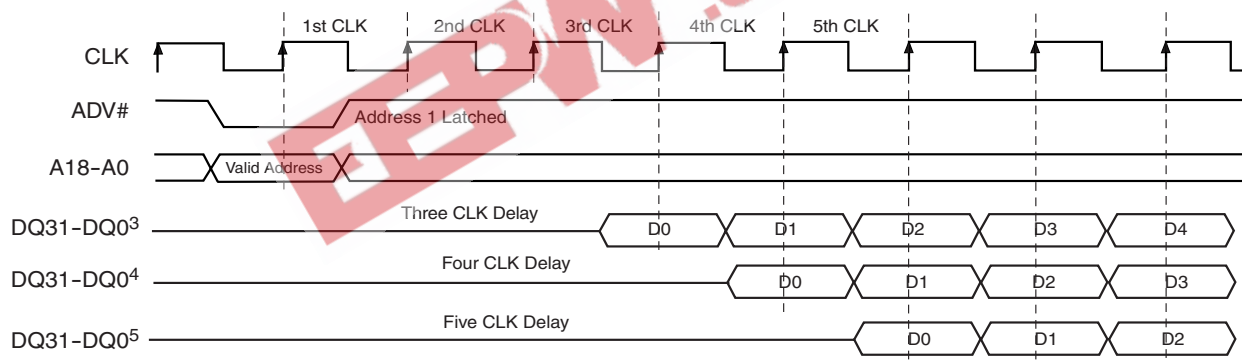 1st CLK 2nd CLK 3rd CLK 4th CLK 5th CLK
CLK
ADV#
Address 1 Latched
A18-A0
Valid Address
Three CLK Delay
DQ31-DQ0³ D0 D1 D2 D3 D4
Four CLK Delay
DQ31-DQ0⁴ D0 D1 D2 D3
Five CLK Delay
DQ31-DQ0⁵ D0 D1 D2